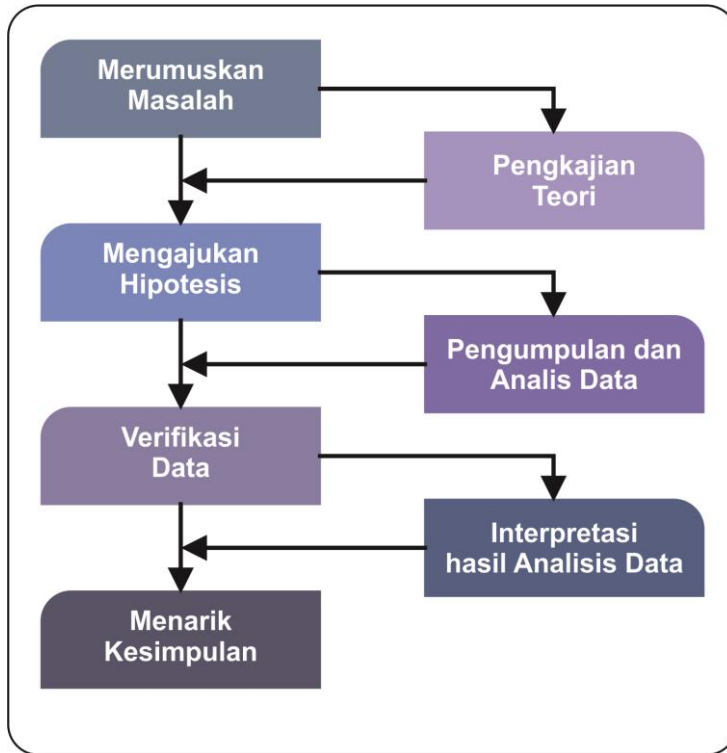 Merumuskan
Masalah
Pengkajian
Teori
Mengajukan
Hipotesis
Pengumpulan dan
Analis Data
Verifikasi
Data
Interpretasi
hasil Analisis Data
Menarik
Kesimpulan